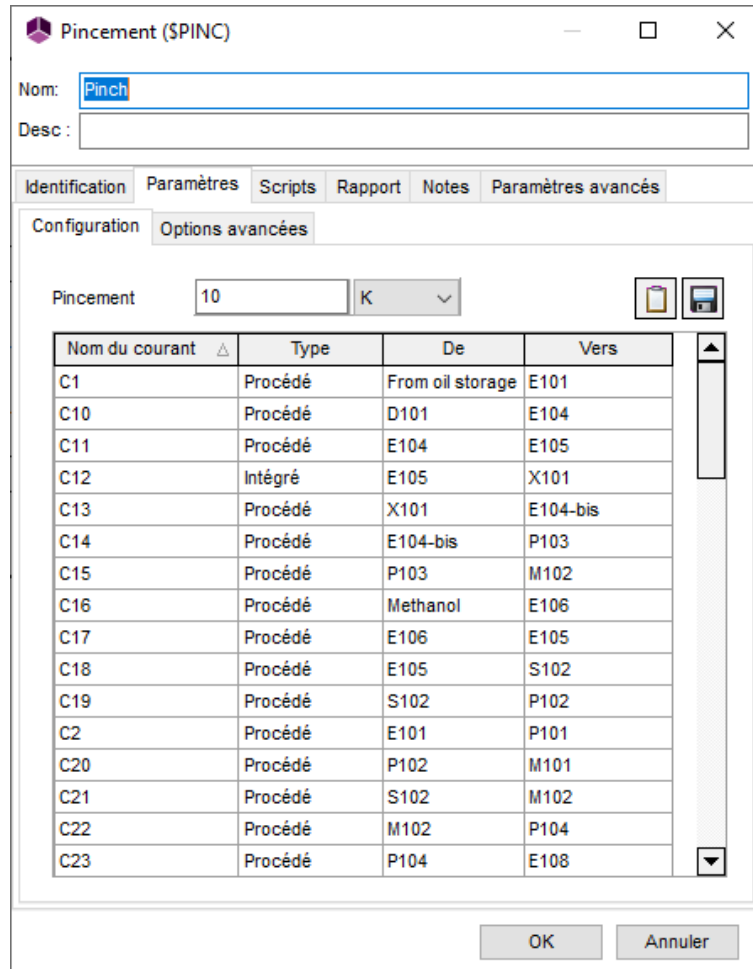 Pincement ($PINC)
Nom: Pinch
Desc :
Identification Paramètres Scripts Rapport Notes Paramètres avancés
Configuration Options avancées
Pincement 10 K
Nom du courant Type De Vers
C1 Procédé From oil storage E101
C10 Procédé D101 E104
C11 Procédé E104 E105
C12 Intégré E105 X101
C13 Procédé X101 E104-bis
C14 Procédé E104-bis P103
C15 Procédé P103 M102
C16 Procédé Methanol E106
C17 Procédé E106 E105
C18 Procédé E105 S102
C19 Procédé S102 P102
C2 Procédé E101 P101
C20 Procédé P102 M101
C21 Procédé S102 M102
C22 Procédé M102 P104
C23 Procédé P104 E108
OK Annuler